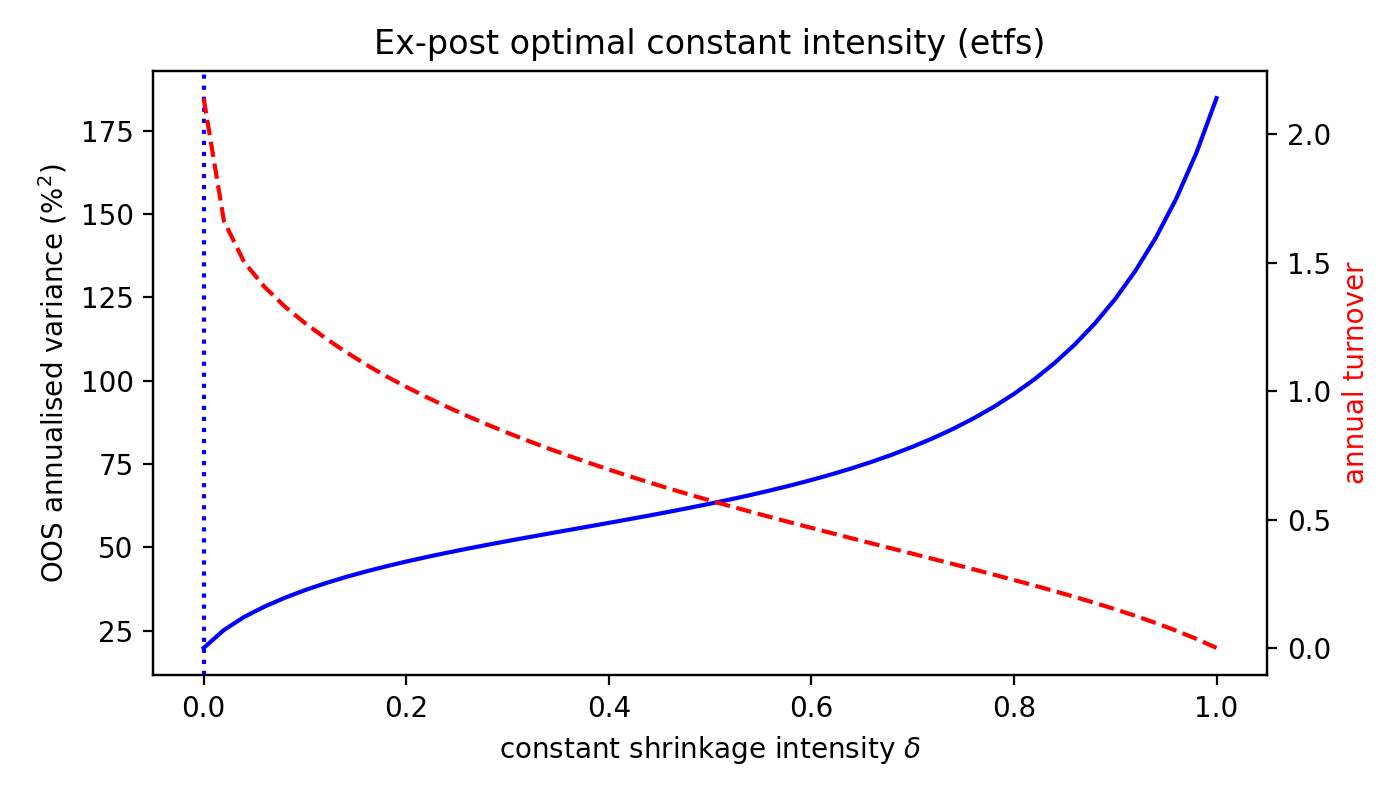 Ex-post optimal constant intensity (etfs)
OOS annualised variance (%²)
175
150
125
100
75
50
25
2.0
1.5
1.0
0.5
0.0
annual turnover
0.0 0.2 0.4 0.6 0.8 1.0
constant shrinkage intensity δ